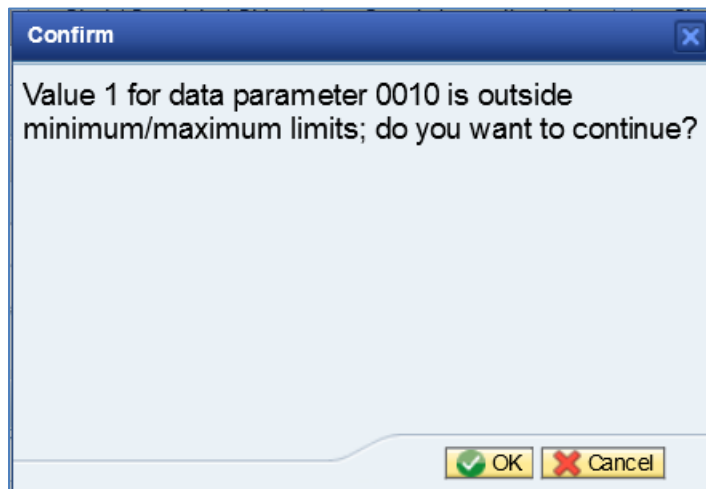 Confirm
Value 1 for data parameter 0010 is outside
minimum/maximum limits; do you want to continue?
OK
Cancel